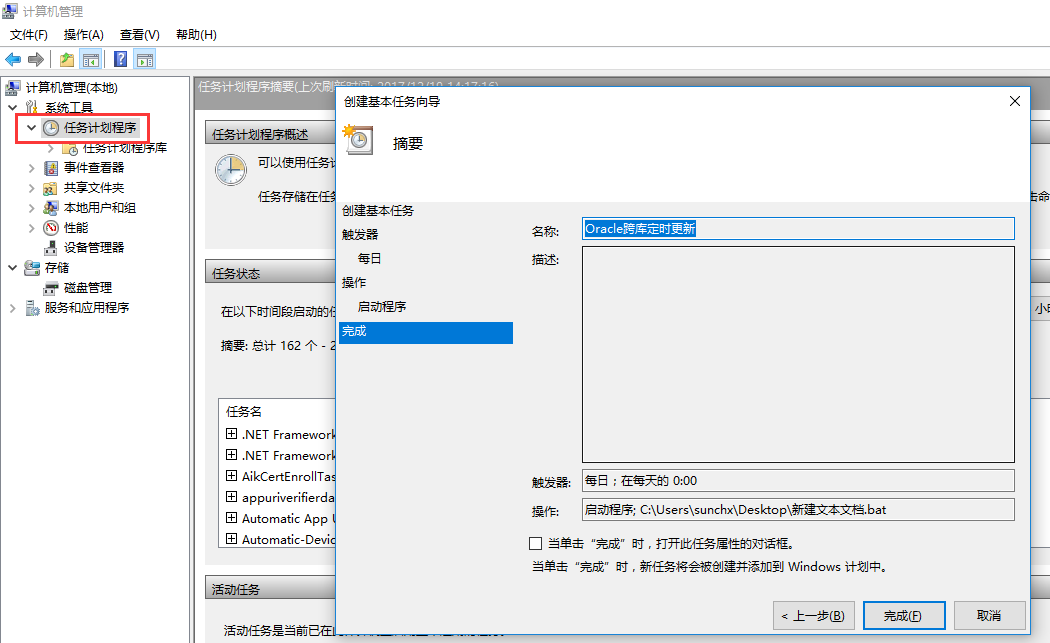 计算机管理
文件(F) 操作(A) 查看(V) 帮助(H)
计算机管理(本地)
系统工具
任务计划程序
任务计划程序库
事件查看器
共享文件夹
本地用户和组
性能
设备管理器
存储
磁盘管理
服务和应用程序
任务计划程序摘要(上次刷新时间: 2017/12/19 14:17:16)
任务计划程序概述
可以使用任务
任务存储在任务
击命
任务状态
在以下时间段启动的任
小时
摘要: 总计 162 个 - 2
任务名
.NET Framework
.NET Framework
AikCertEnrollTas
appuriverifierda
Automatic App U
Automatic-Devic
活动任务
活动任务是当前已在
创建基本任务向导
摘要
创建基本任务
触发器
每日
操作
启动程序
完成
名称: Oracle跨库定时更新
描述:
触发器: 每日；在每天的 0:00
操作: 启动程序; C:\Users\sunchx\Desktop\新建文本文档.bat
当单击“完成”时，打开此任务属性的对话框。
当单击“完成”时，新任务将会被创建并添加到 Windows 计划中。
< 上一步(B) 完成(F) 取消